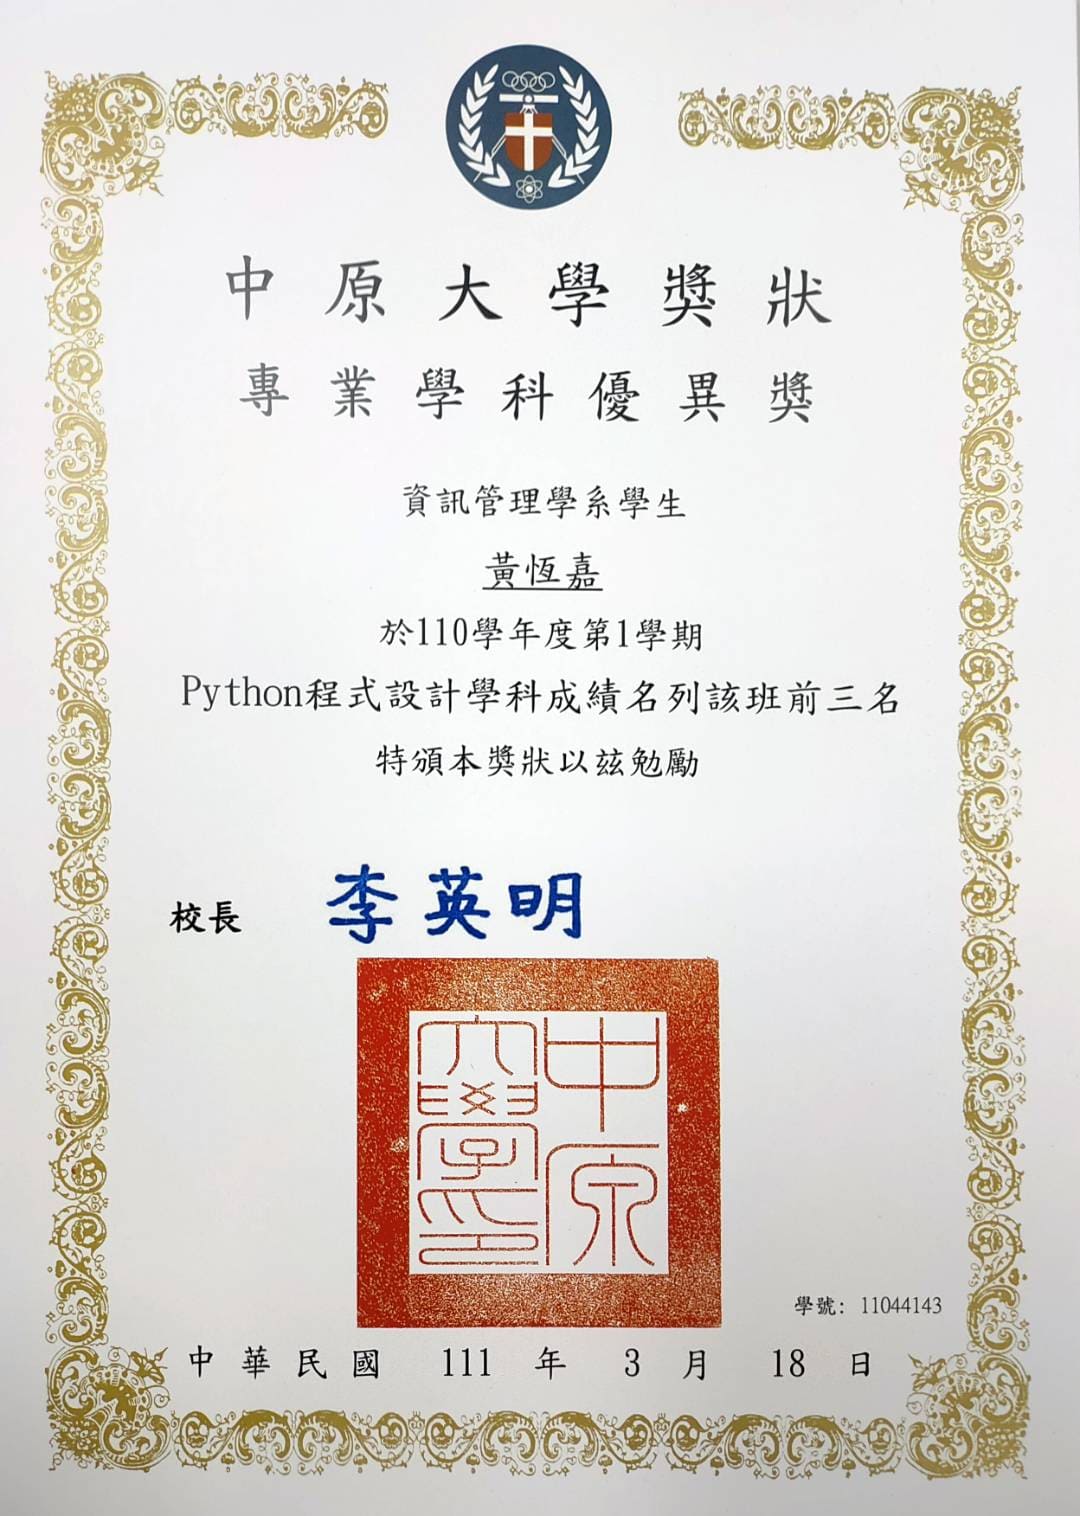 中原大學獎狀
專業學科優異獎
資訊管理學系學生
黃恆嘉
於110學年度第1學期
Python程式設計學科成績名列該班前三名
特頒本獎狀以茲勉勵
校長 李英明
中原大學印
學號: 11044143
中華民國 111 年 3 月 18 日